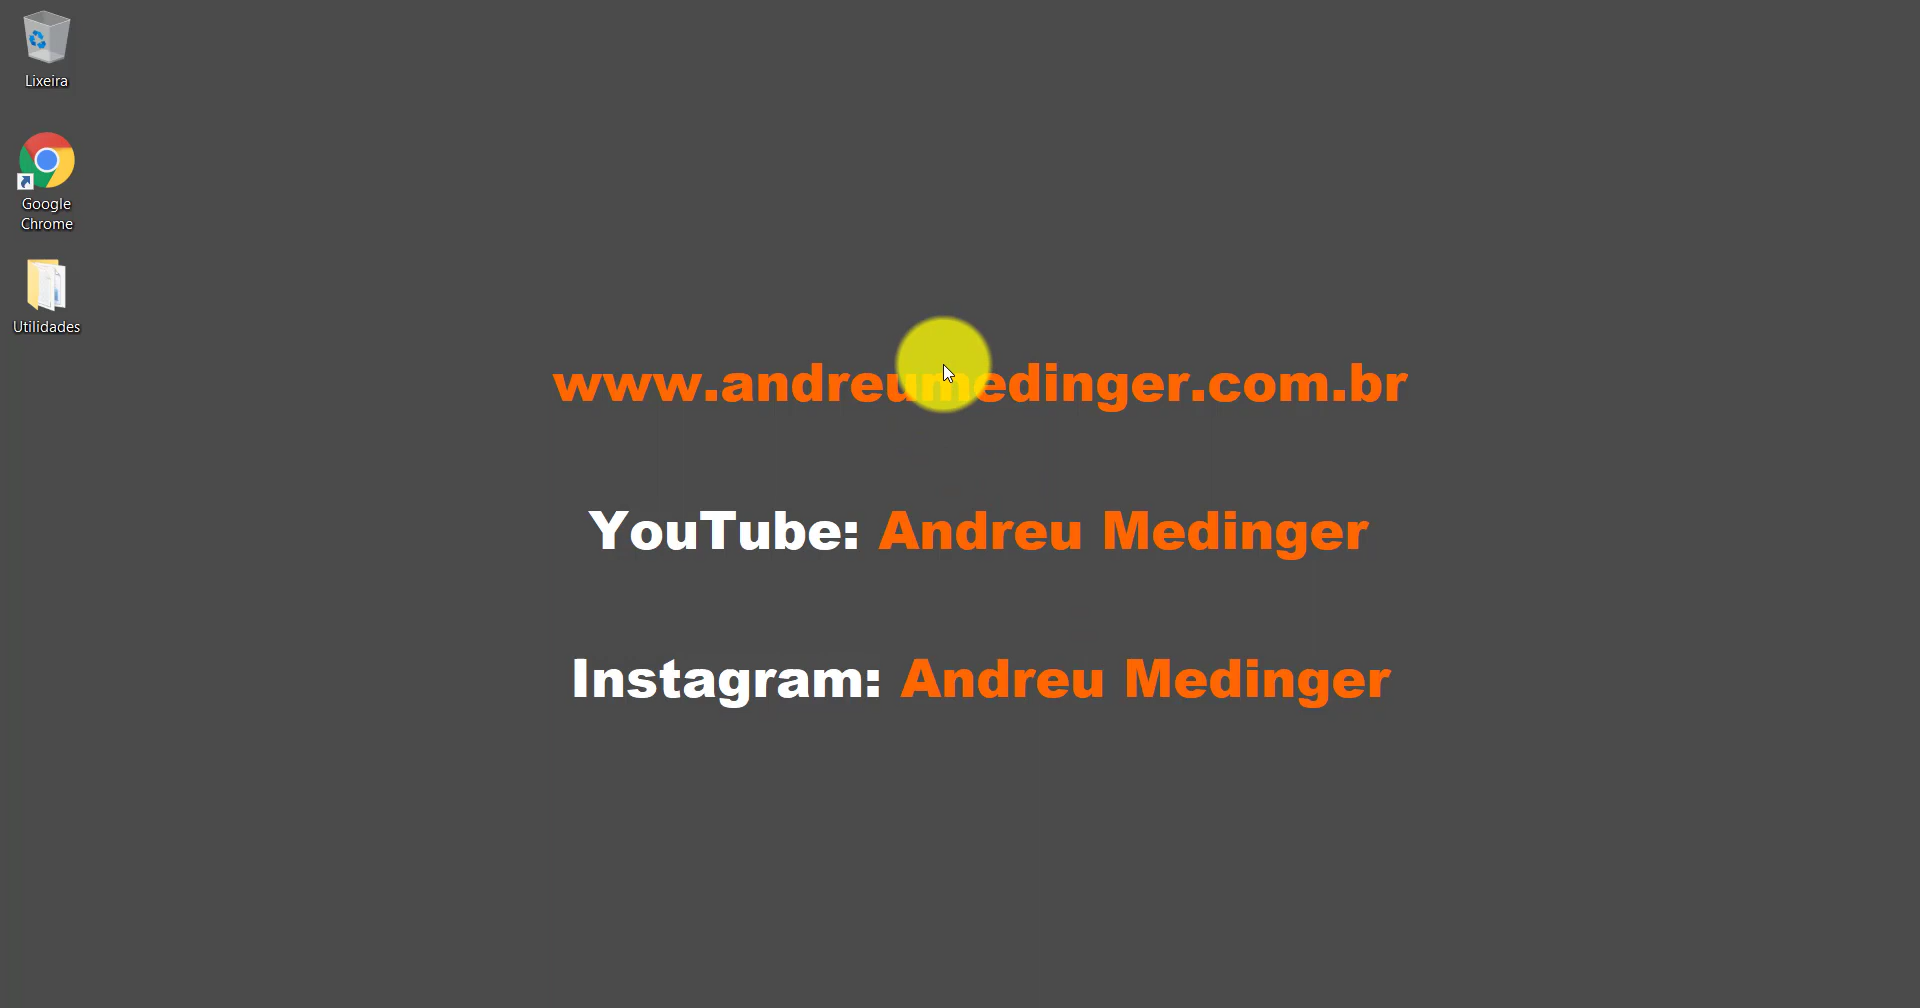 Lixeira
Google
Chrome
Utilidades
www.andreumedinger.com.br
YouTube: Andreu Medinger
Instagram: Andreu Medinger